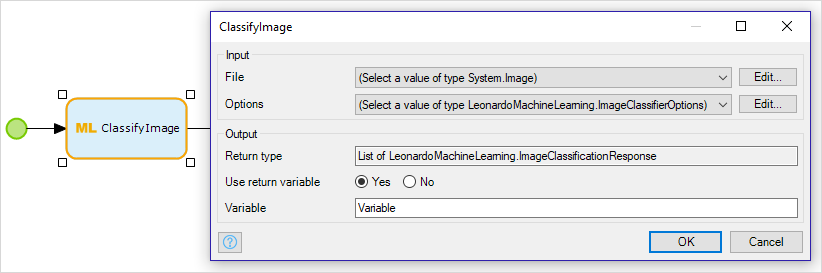 ML ClassifyImage
ClassifyImage
Input
File
(Select a value of type System.Image)
Edit...
Options
(Select a value of type LeonardoMachineLearning.ImageClassifierOptions)
Edit...
Output
Return type
List of LeonardoMachineLearning.ImageClassificationResponse
Use return variable
Yes
No
Variable
Variable
?
OK
Cancel